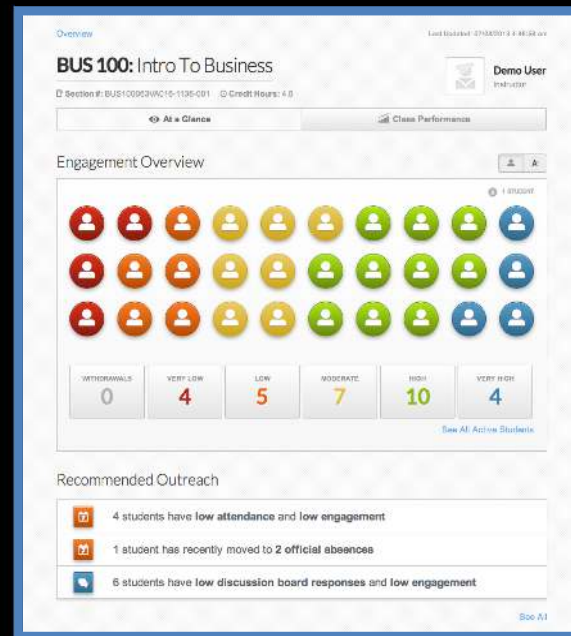 Overview
BUS 100: Intro To Business
Demo User
Instructor
Credit Hours: 4.0
At a Glance
Class Performance
Engagement Overview
1 STUDENT
WITHDRAWALS
0
VERY LOW
4
LOW
5
MODERATE
7
HIGH
10
VERY HIGH
4
See All Active Students
Recommended Outreach
4 students have low attendance and low engagement
1 student has recently moved to 2 official absences
6 students have low discussion board responses and low engagement
See All